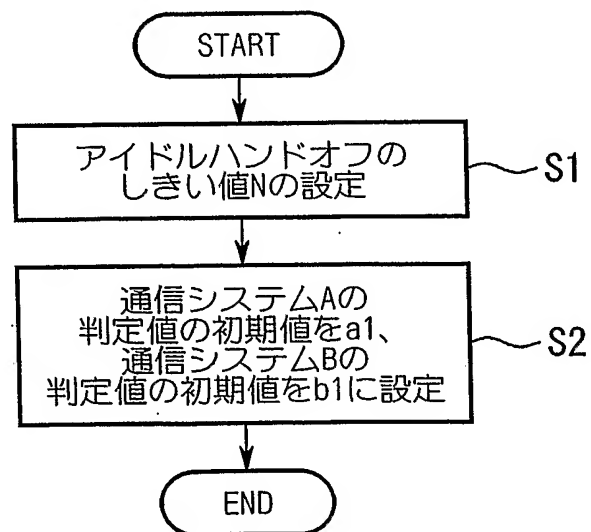 START
アイドルハンドオフの
しきい値Nの設定
S1
通信システムAの
判定値の初期値をa1、
通信システムBの
判定値の初期値をb1に設定
S2
END